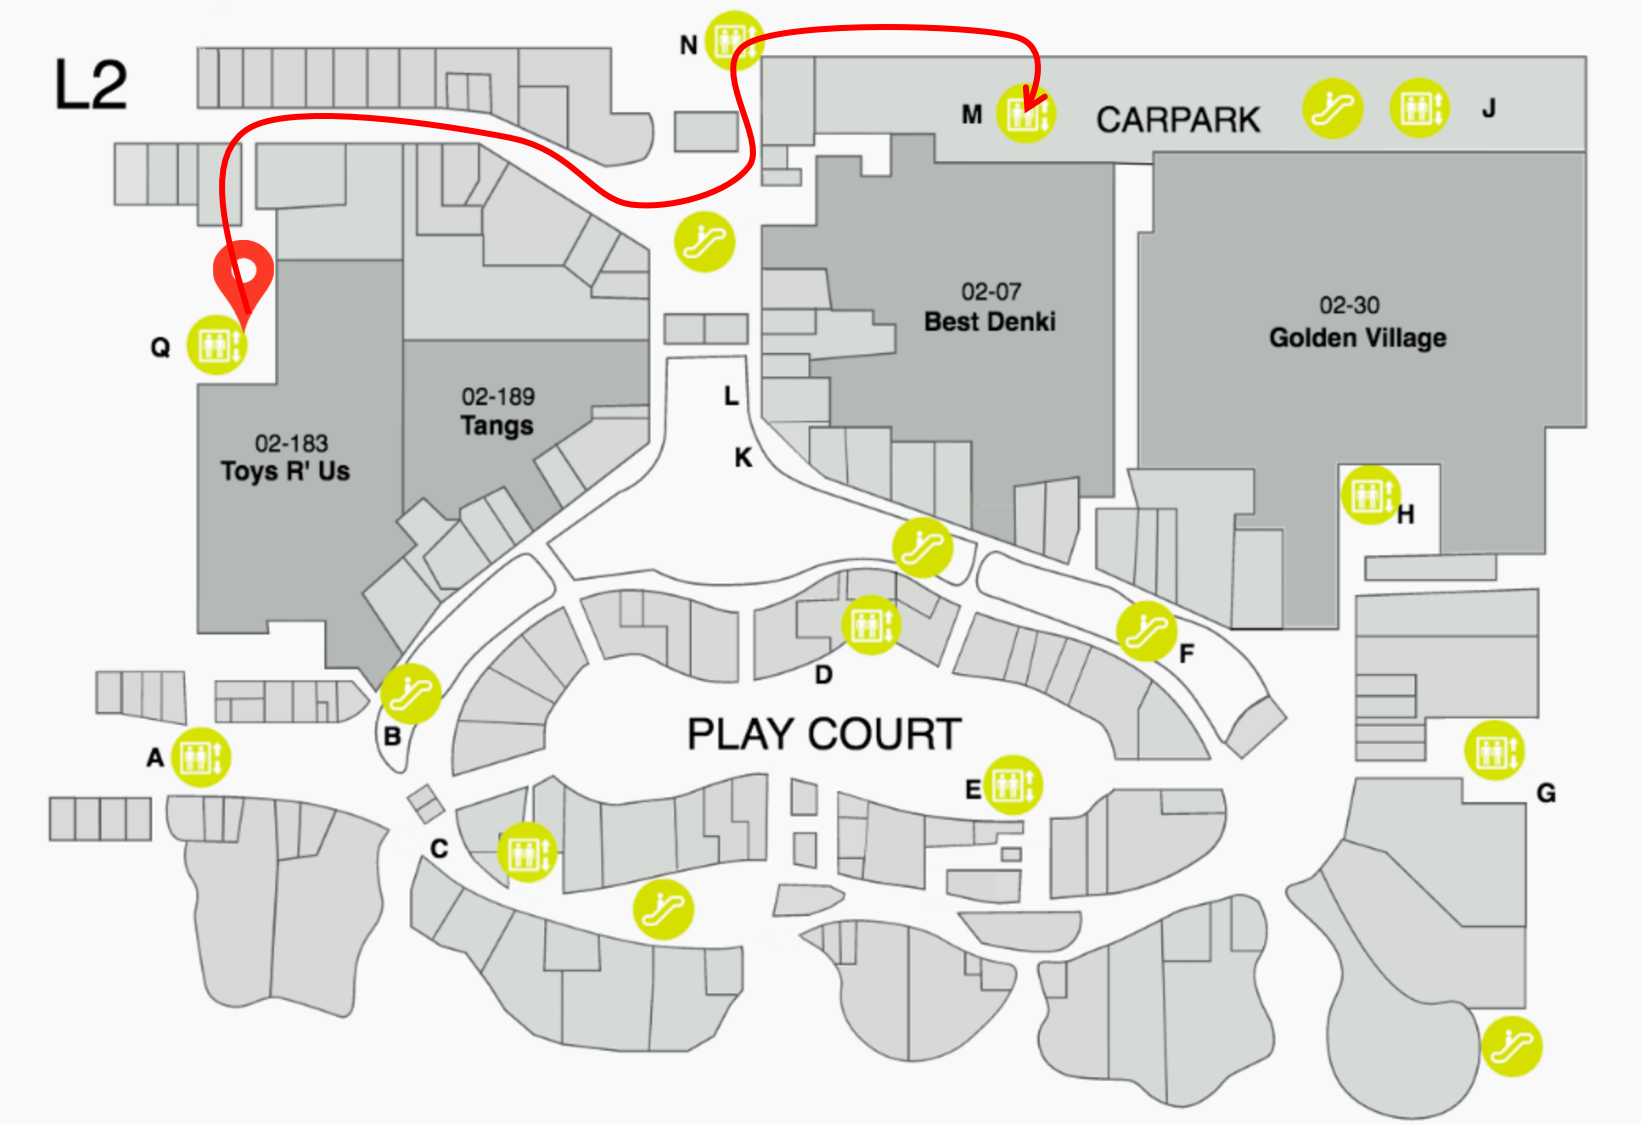 L2
N
M
CARPARK
J
02-07
Best Denki
02-30
Golden Village
Q
02-189
Tangs
L
02-183
Toys R' Us
K
H
F
D
B
PLAY COURT
A
E
G
C